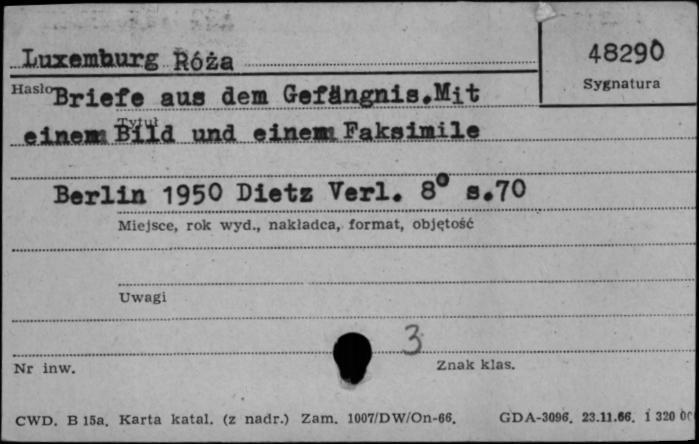 Luxemburg Róża
48290
Sygnatura
Hasło
Briefe aus dem Gefängnis. Mit
Tytuł
einem Bild und einem Faksimile
Berlin 1950 Dietz Verl. 8° s.70
Miejsce, rok wyd., nakładca, format, objętość
Uwagi
3
Nr inw.
Znak klas.
CWD. B 15a. Karta katal. (z nadr.) Zam. 1007/DW/On-66. GDA-3096. 23.11.66. 1 320